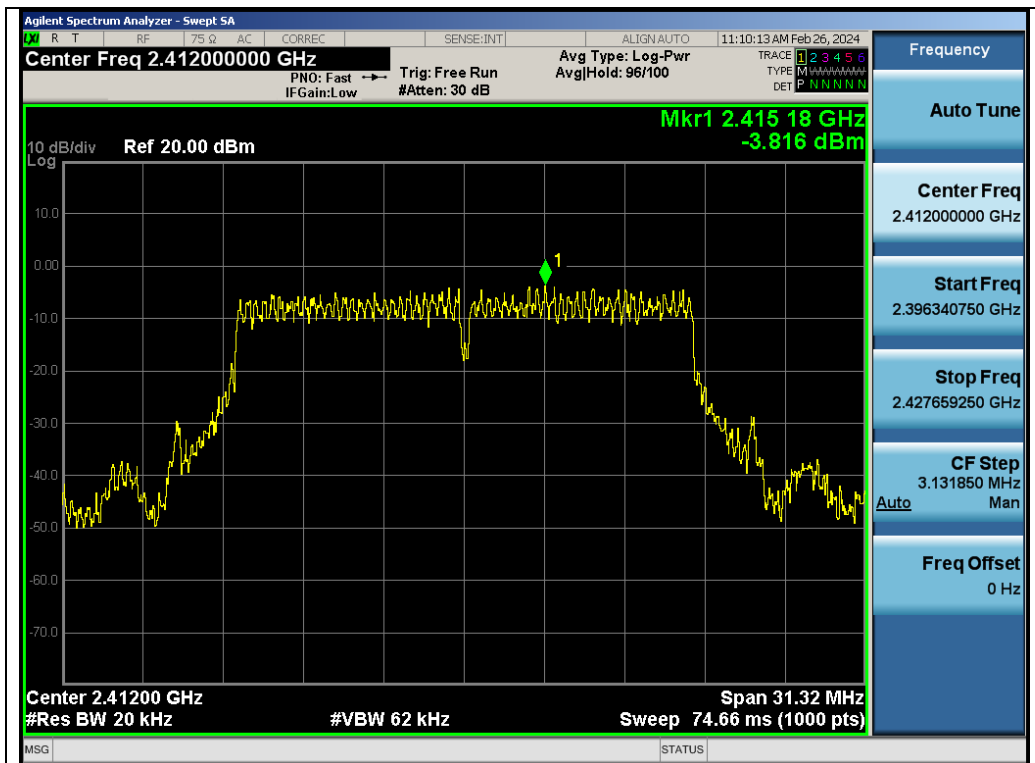 Agilent Spectrum Analyzer - Swept SA
LXI R T RF 75 Ω AC CORREC SENSE:INT ALIGN AUTO 11:10:13 AM Feb 26, 2024
Center Freq 2.412000000 GHz
PNO: Fast
IFGain:Low
Trig: Free Run
#Atten: 30 dB
Avg Type: Log-Pwr
Avg|Hold: 96/100
TRACE 1 2 3 4 5 6
TYPE M
DET P N N N N N
Mkr1 2.415 18 GHz
-3.816 dBm
10 dB/div Ref 20.00 dBm
Log
10.0
0.00
1
-10.0
-20.0
-30.0
-40.0
-50.0
-60.0
-70.0
Center 2.41200 GHz Span 31.32 MHz
#Res BW 20 kHz #VBW 62 kHz Sweep 74.66 ms (1000 pts)
MSG STATUS
Frequency
Auto Tune
Center Freq
2.412000000 GHz
Start Freq
2.396340750 GHz
Stop Freq
2.427659250 GHz
CF Step
3.131850 MHz
Auto Man
Freq Offset
0 Hz